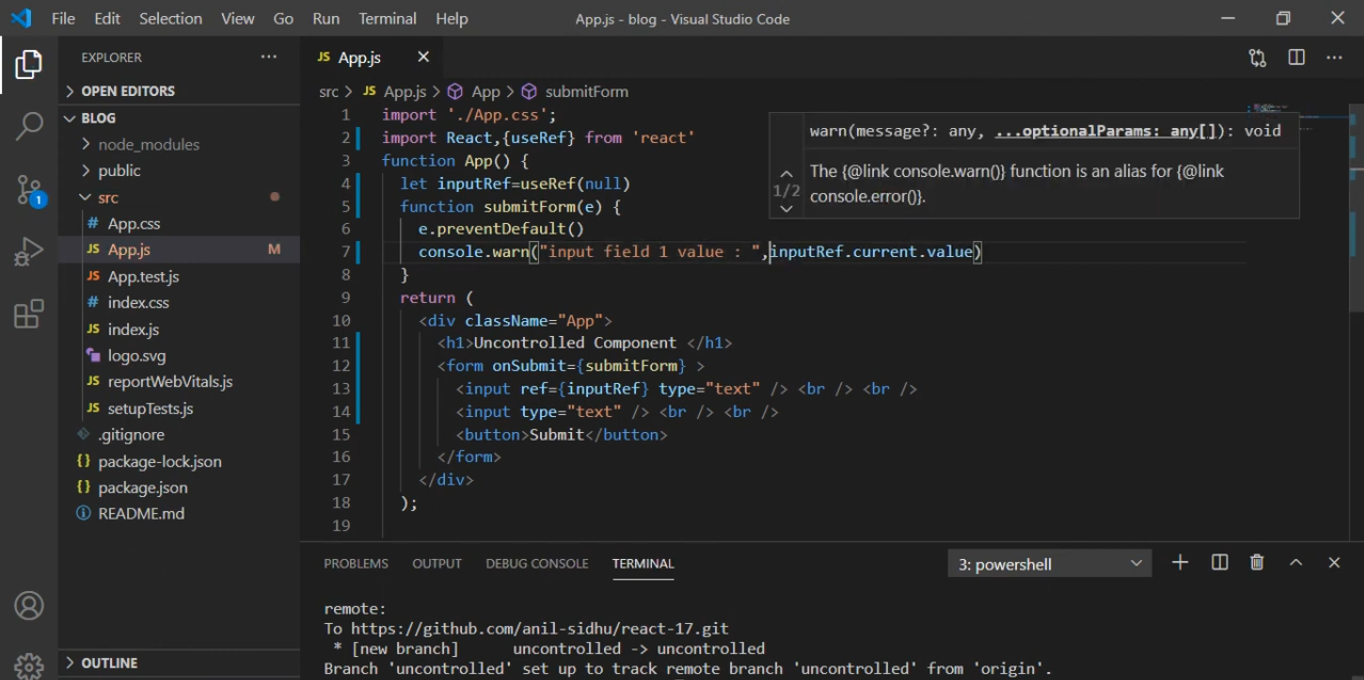 File Edit Selection View Go Run Terminal Help App.js - blog - Visual Studio Code
EXPLORER
OPEN EDITORS
BLOG
node_modules
public
src
# App.css
JS App.js M
JS App.test.js
# index.css
JS index.js
logo.svg
JS reportWebVitals.js
JS setupTests.js
.gitignore
{} package-lock.json
{} package.json
README.md
OUTLINE
1
JS App.js
src > JS App.js > App > submitForm
1 import './App.css';
2 import React,{useRef} from 'react'
3 function App() {
4 let inputRef=useRef(null)
5 function submitForm(e) {
6 e.preventDefault()
7 console.warn("input field 1 value : ",inputRef.current.value)
8 }
9 return (
10 <div className="App">
11 <h1>Uncontrolled Component </h1>
12 <form onSubmit={submitForm} >
13 <input ref={inputRef} type="text" /> <br /> <br />
14 <input type="text" /> <br /> <br />
15 <button>Submit</button>
16 </form>
17 </div>
18 );
19
warn(message?: any, ...optionalParams: any[]): void
1/2
The {@link console.warn()} function is an alias for {@link
console.error()}.
PROBLEMS OUTPUT DEBUG CONSOLE TERMINAL 3: powershell
remote:
To https://github.com/anil-sidhu/react-17.git
* [new branch] uncontrolled -> uncontrolled
Branch 'uncontrolled' set up to track remote branch 'uncontrolled' from 'origin'.